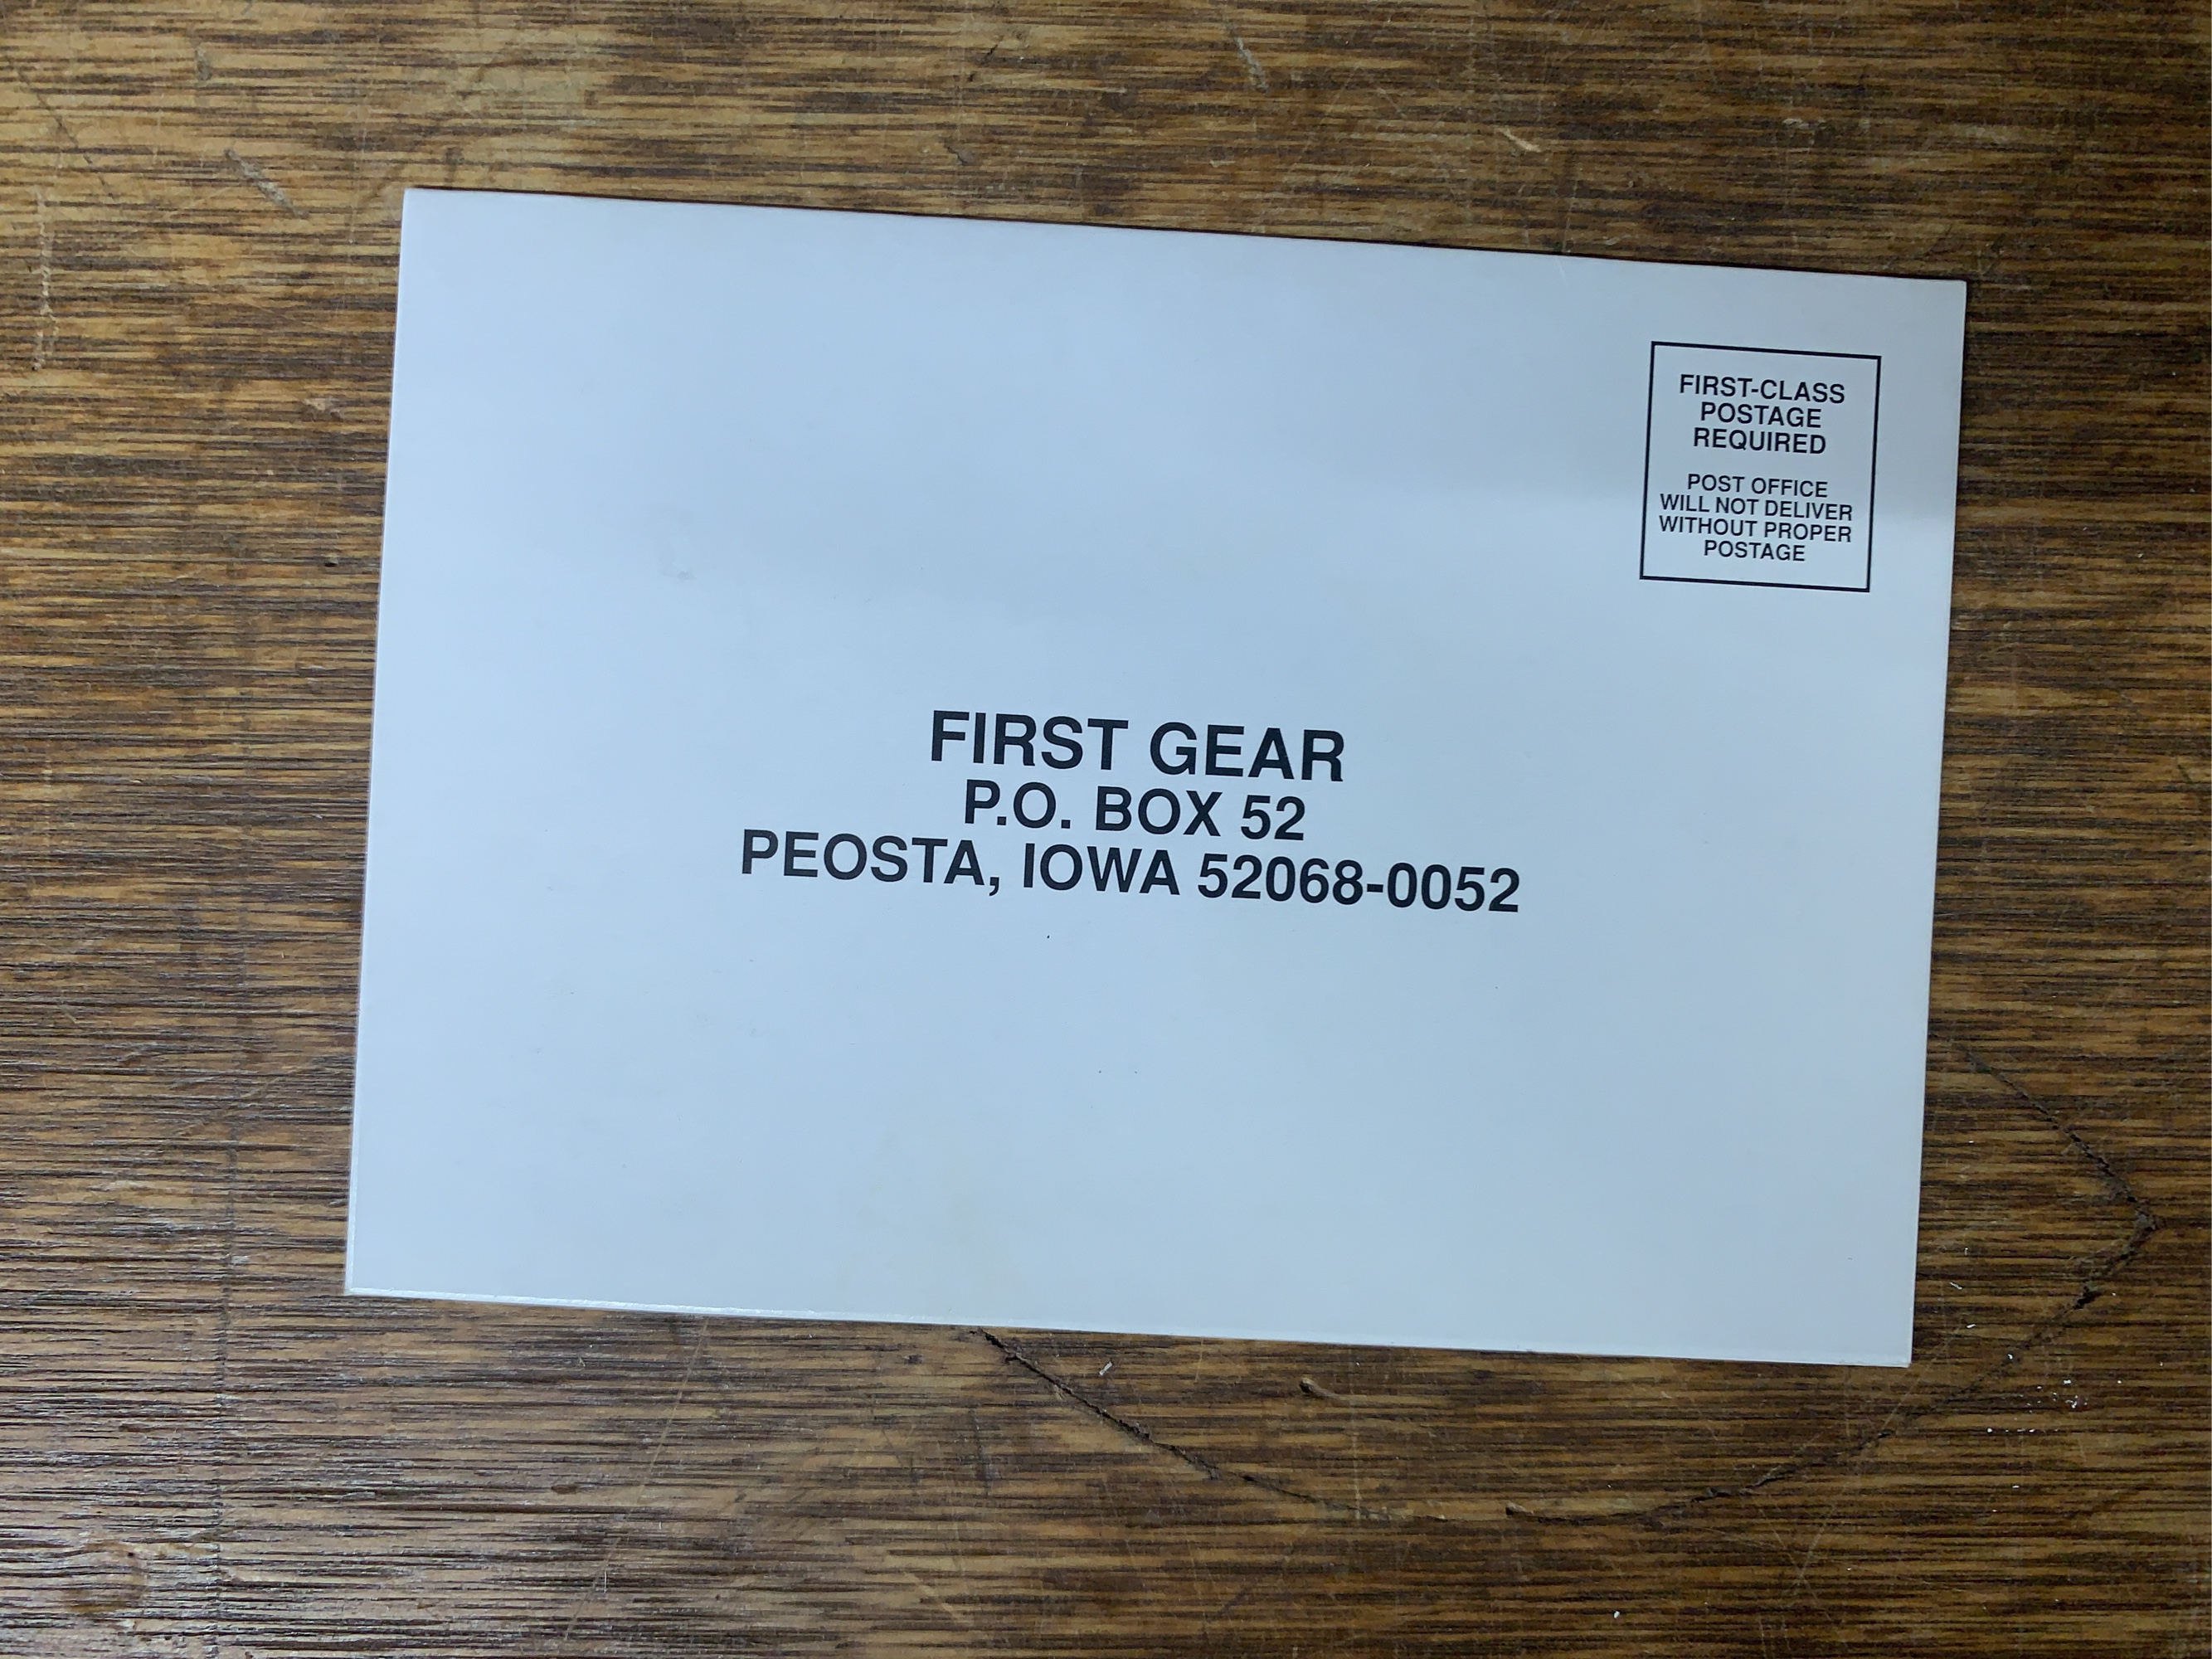 FIRST-CLASS
POSTAGE
REQUIRED
POST OFFICE
WILL NOT DELIVER
WITHOUT PROPER
POSTAGE
FIRST GEAR
P.O. BOX 52
PEOSTA, IOWA 52068-0052